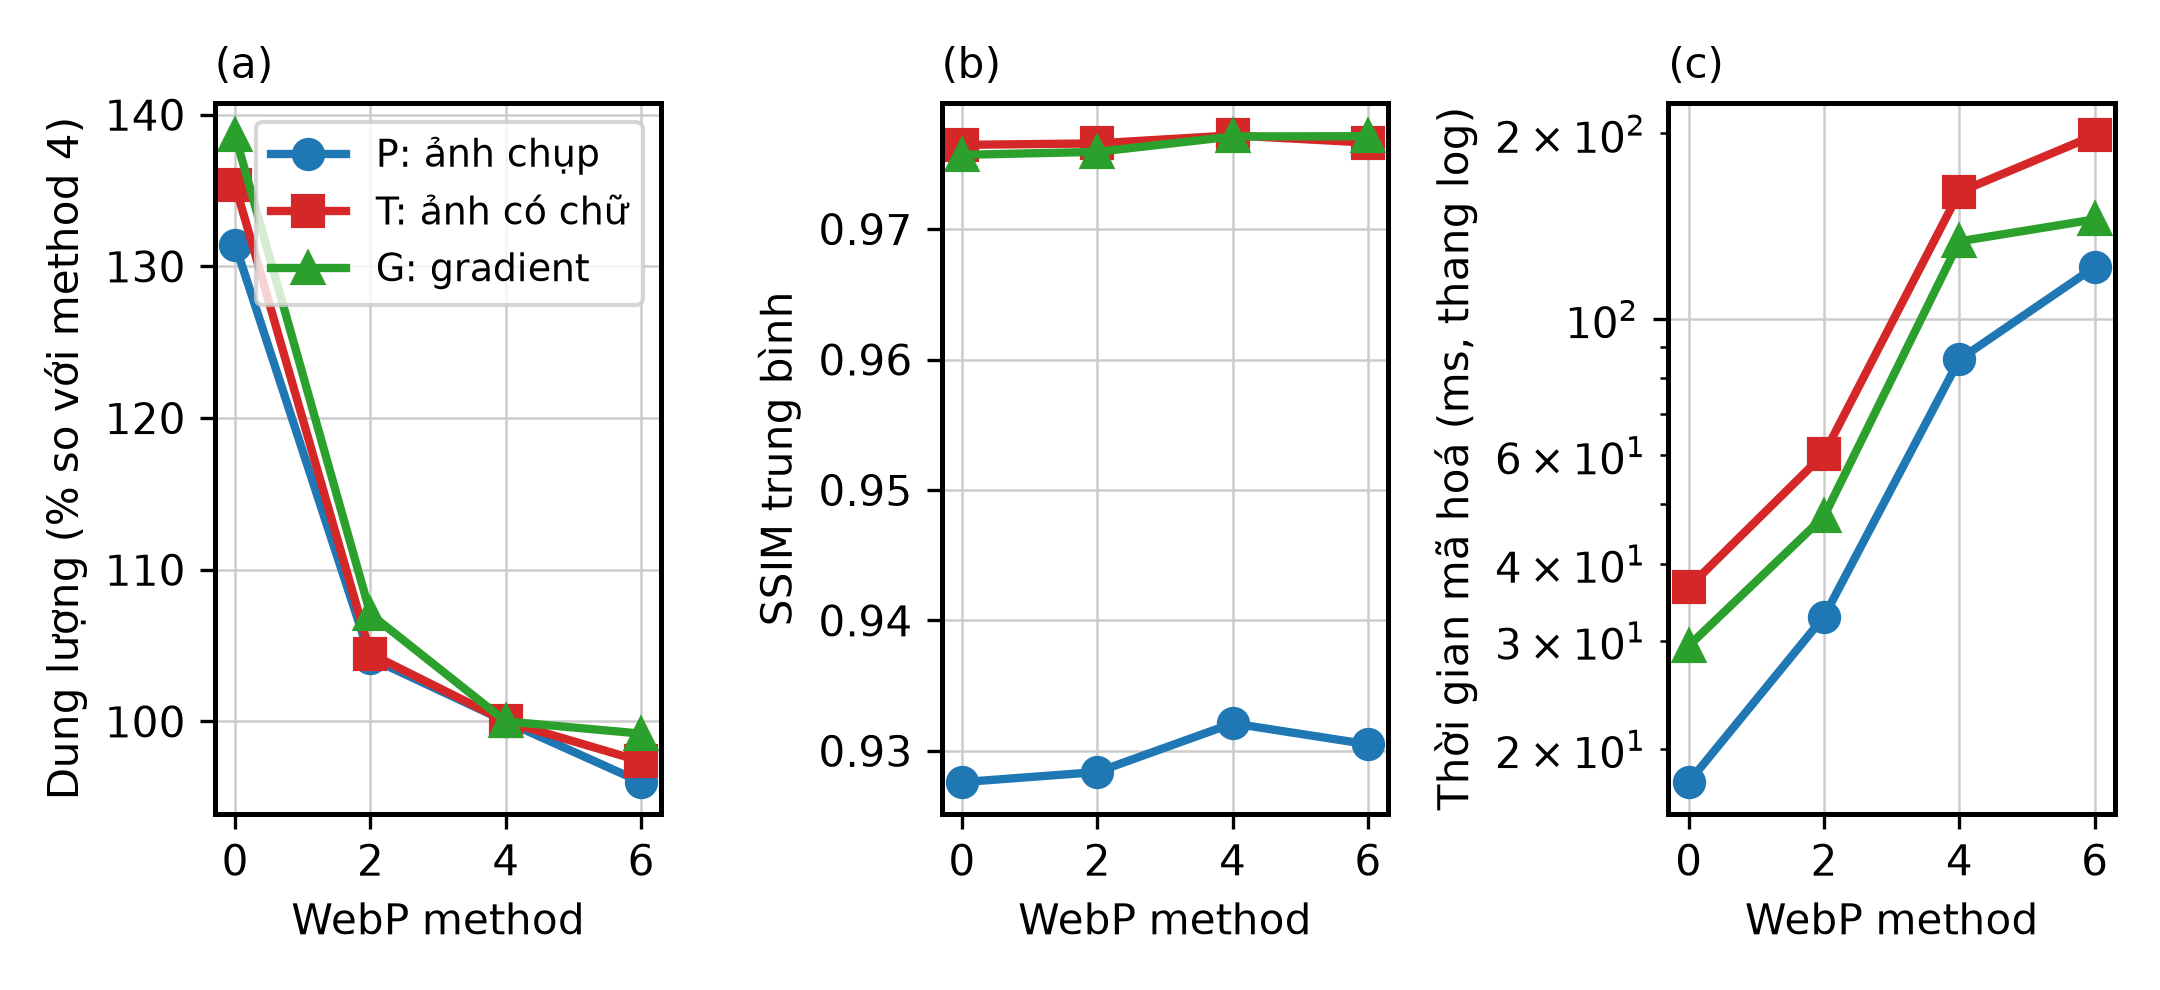 (a)
Dung lượng (% so với method 4)
140
130
120
110
100
P: ảnh chụp
T: ảnh có chữ
G: gradient
0 2 4 6
WebP method
(b)
SSIM trung bình
0.97
0.96
0.95
0.94
0.93
0 2 4 6
WebP method
(c)
Thời gian mã hoá (ms, thang log)
2 × 10²
10²
6 × 10¹
4 × 10¹
3 × 10¹
2 × 10¹
0 2 4 6
WebP method